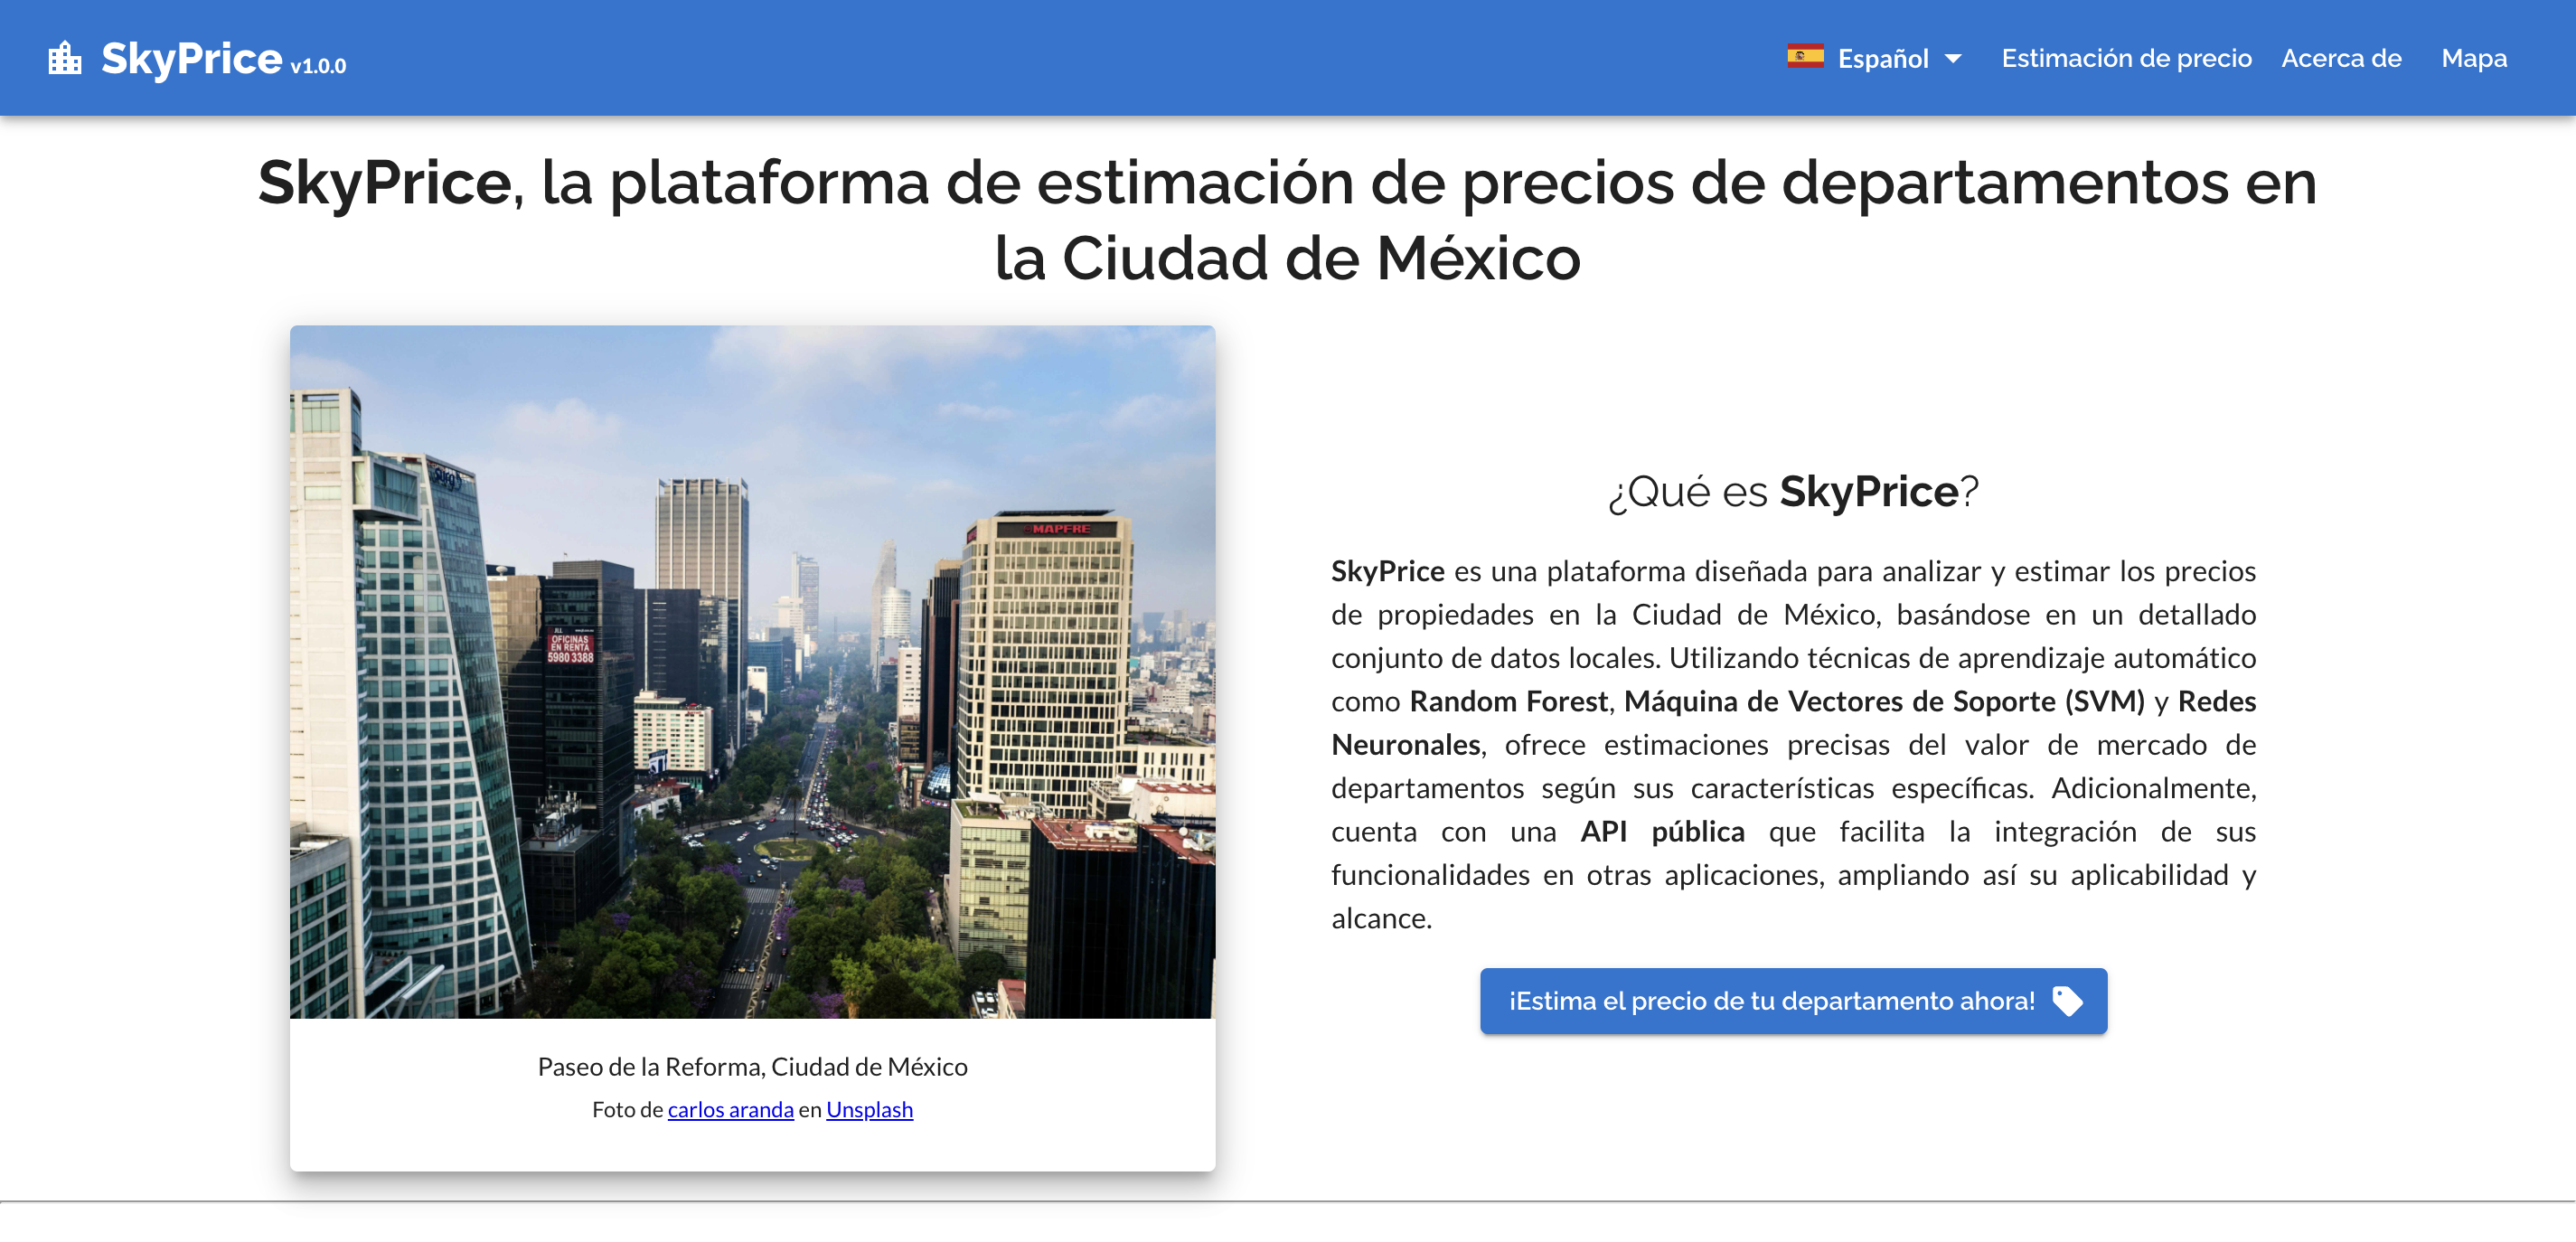 SkyPrice v1.0.0
Español
Estimación de precio
Acerca de
Mapa
SkyPrice, la plataforma de estimación de precios de departamentos en
la Ciudad de México
MAPFRE
JLL
OFICINAS
EN RENTA
5980 3388
Paseo de la Reforma, Ciudad de México
Foto de carlos aranda en Unsplash
¿Qué es SkyPrice?
SkyPrice es una plataforma diseñada para analizar y estimar los precios
de propiedades en la Ciudad de México, basándose en un detallado
conjunto de datos locales. Utilizando técnicas de aprendizaje automático
como Random Forest, Máquina de Vectores de Soporte (SVM) y Redes
Neuronales, ofrece estimaciones precisas del valor de mercado de
departamentos según sus características específicas. Adicionalmente,
cuenta con una API pública que facilita la integración de sus
funcionalidades en otras aplicaciones, ampliando así su aplicabilidad y
alcance.
¡Estima el precio de tu departamento ahora!